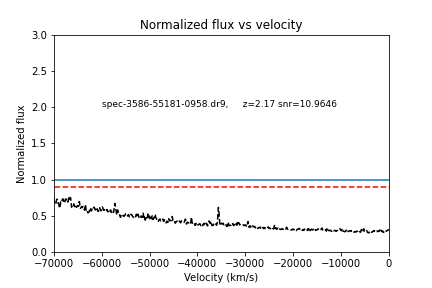 Normalized flux vs velocity
3.0
2.5
2.0
1.5
1.0
0.5
0.0
Normalized flux
spec-3586-55181-0958.dr9, z=2.17 snr=10.9646
−70000 −60000 −50000 −40000 −30000 −20000 −10000 0
Velocity (km/s)